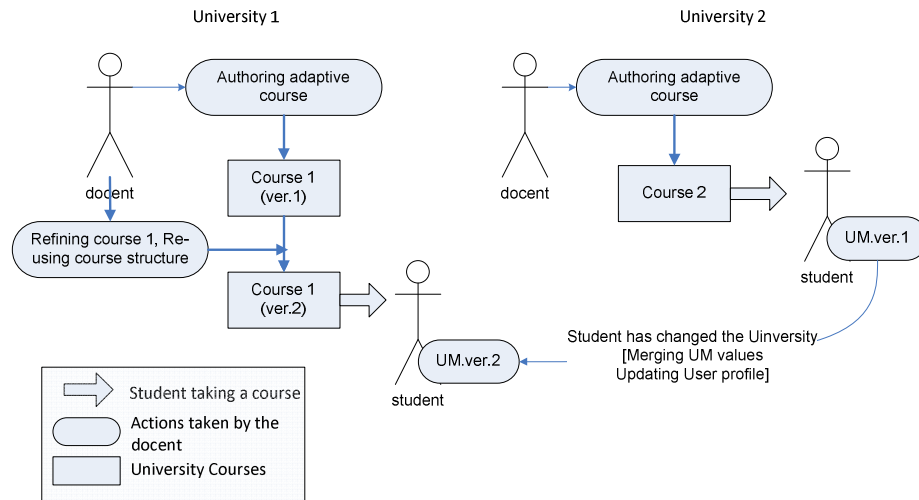 University 1
University 2
Authoring adaptive
course
Authoring adaptive
course
docent
Course 1
(ver.1)
docent
Course 2
Refining course 1, Re-
using course structure
UM.ver.1
student
Course 1
(ver.2)
Student has changed the Uinversity
[Merging UM values
Updating User profile]
UM.ver.2
student
Student taking a course
Actions taken by the
docent
University Courses